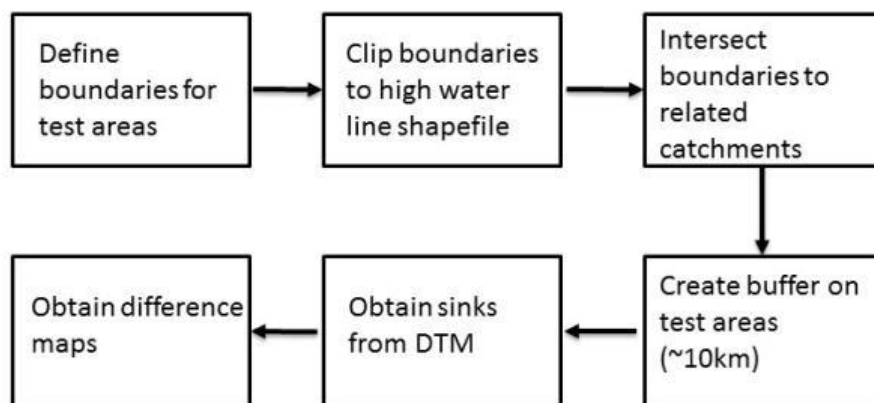 Define
boundaries for
test areas
Clip boundaries
to high water
line shapefile
Intersect
boundaries to
related
catchments
Create buffer on
test areas
(~10km)
Obtain sinks
from DTM
Obtain difference
maps